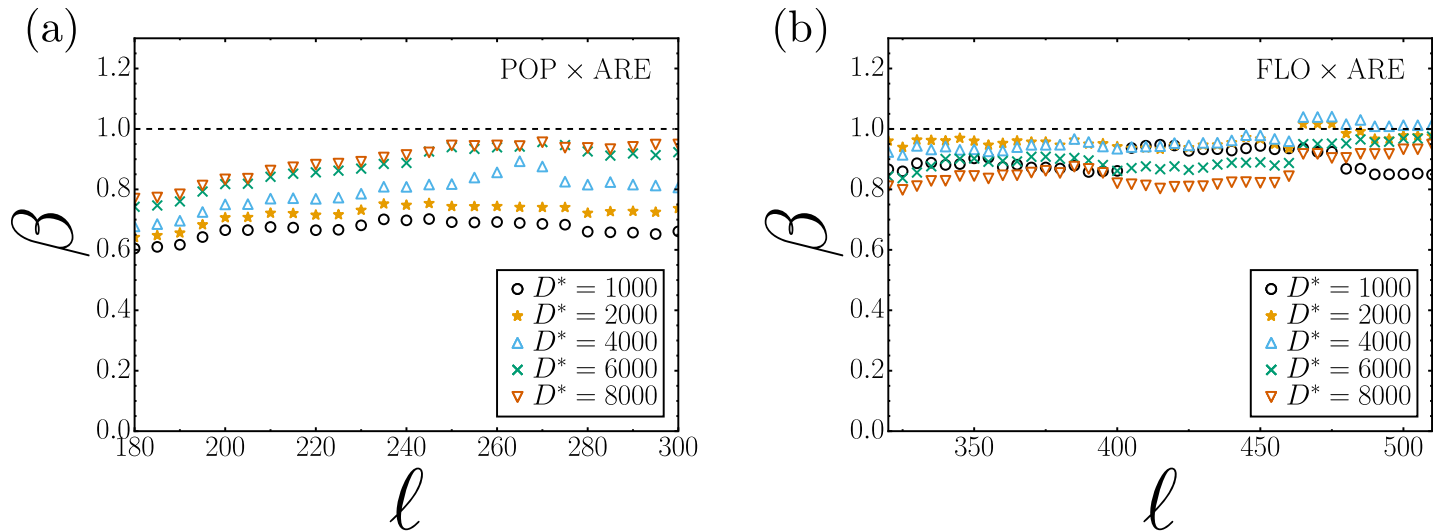 (a)
POP × ARE
β
1.2
1.0
0.8
0.6
0.4
0.2
0.0
D* = 1000
D* = 2000
D* = 4000
D* = 6000
D* = 8000
180 200 220 240 260 280 300
ℓ
(b)
FLO × ARE
β
1.2
1.0
0.8
0.6
0.4
0.2
0.0
D* = 1000
D* = 2000
D* = 4000
D* = 6000
D* = 8000
350 400 450 500
ℓ